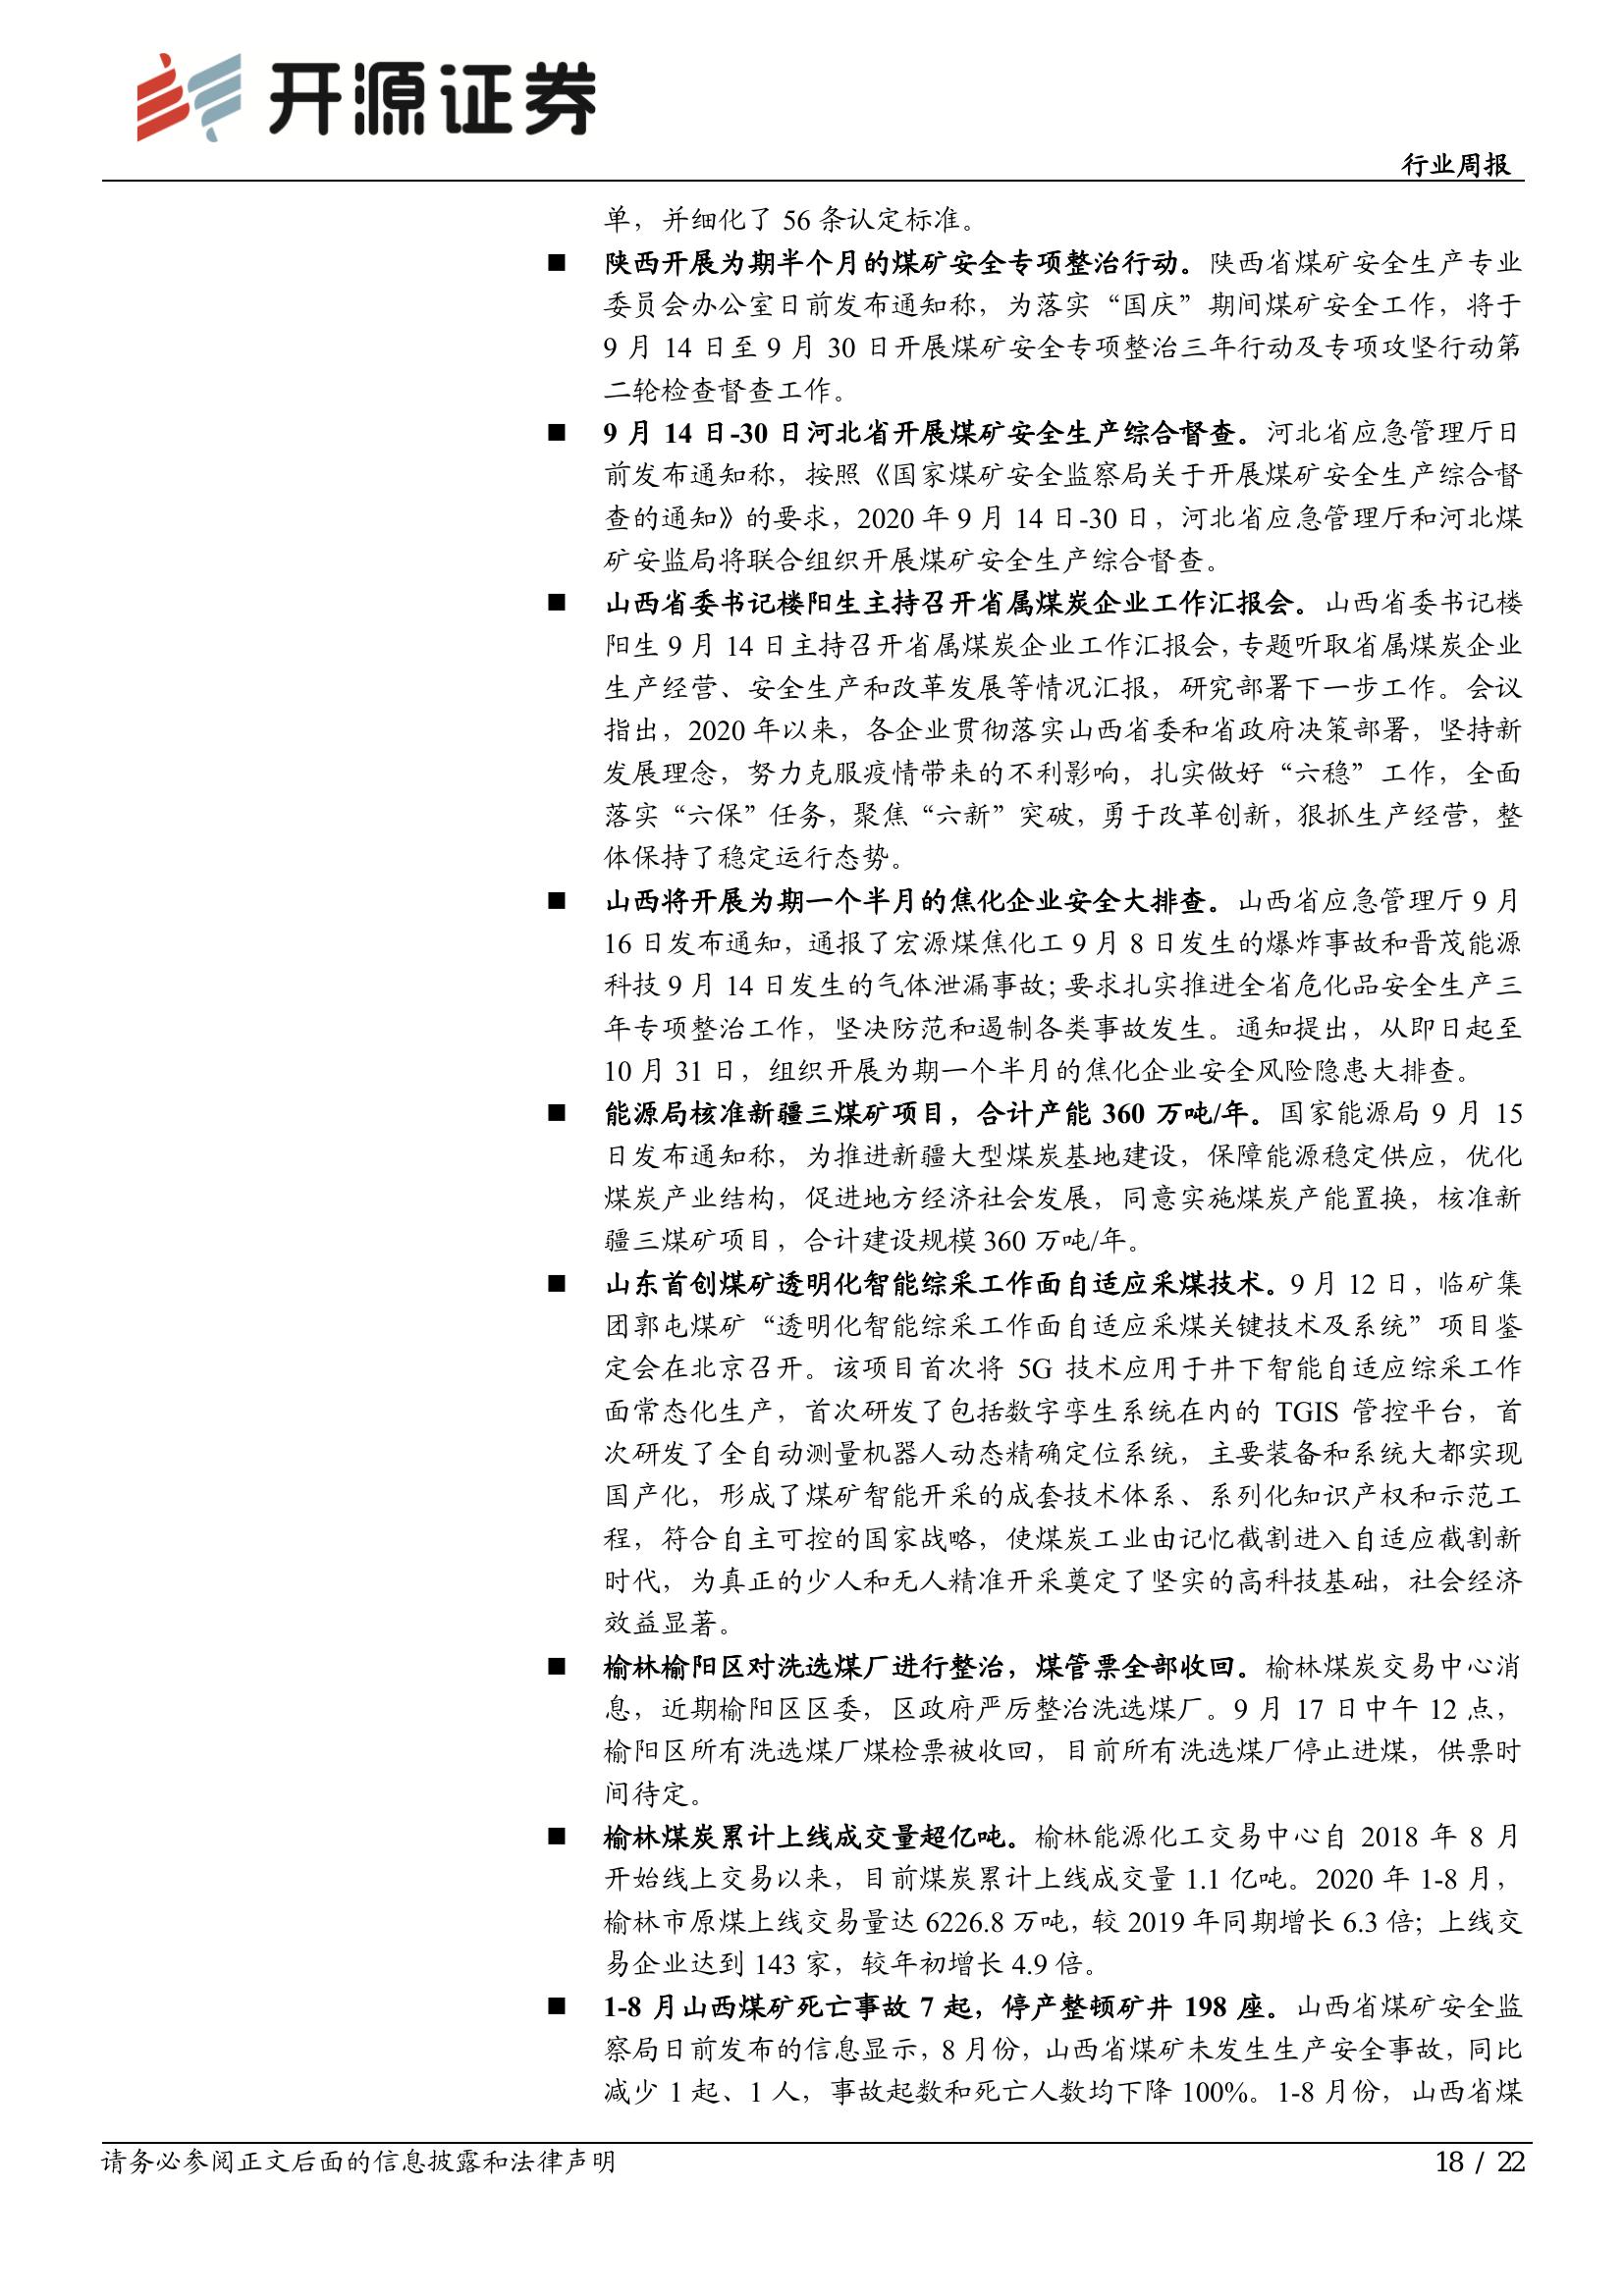 开源证券
行业周报
单，并细化了 56 条认定标准。
■ 陕西开展为期半个月的煤矿安全专项整治行动。陕西省煤矿安全生产专业
委员会办公室日前发布通知称，为落实“国庆”期间煤矿安全工作，将于
9 月 14 日至 9 月 30 日开展煤矿安全专项整治三年行动及专项攻坚行动第
二轮检查督查工作。
■ 9 月 14 日-30 日河北省开展煤矿安全生产综合督查。河北省应急管理厅日
前发布通知称，按照《国家煤矿安全监察局关于开展煤矿安全生产综合督
查的通知》的要求，2020 年 9 月 14 日-30 日，河北省应急管理厅和河北煤
矿安监局将联合组织开展煤矿安全生产综合督查。
■ 山西省委书记楼阳生主持召开省属煤炭企业工作汇报会。山西省委书记楼
阳生 9 月 14 日主持召开省属煤炭企业工作汇报会，专题听取省属煤炭企业
生产经营、安全生产和改革发展等情况汇报，研究部署下一步工作。会议
指出，2020 年以来，各企业贯彻落实山西省委和省政府决策部署，坚持新
发展理念，努力克服疫情带来的不利影响，扎实做好“六稳”工作，全面
落实“六保”任务，聚焦“六新”突破，勇于改革创新，狠抓生产经营，整
体保持了稳定运行态势。
■ 山西将开展为期一个半月的焦化企业安全大排查。山西省应急管理厅 9 月
16 日发布通知，通报了宏源煤焦化工 9 月 8 日发生的爆炸事故和晋茂能源
科技 9 月 14 日发生的气体泄漏事故；要求扎实推进全省危化品安全生产三
年专项整治工作，坚决防范和遏制各类事故发生。通知提出，从即日起至
10 月 31 日，组织开展为期一个半月的焦化企业安全风险隐患大排查。
■ 能源局核准新疆三煤矿项目，合计产能 360 万吨/年。国家能源局 9 月 15
日发布通知称，为推进新疆大型煤炭基地建设，保障能源稳定供应，优化
煤炭产业结构，促进地方经济社会发展，同意实施煤炭产能置换，核准新
疆三煤矿项目，合计建设规模 360 万吨/年。
■ 山东首创煤矿透明化智能综采工作面自适应采煤技术。9 月 12 日，临矿集
团郭屯煤矿“透明化智能综采工作面自适应采煤关键技术及系统”项目鉴
定会在北京召开。该项目首次将 5G 技术应用于井下智能自适应综采工作
面常态化生产，首次研发了包括数字孪生系统在内的 TGIS 管控平台，首
次研发了全自动测量机器人动态精确定位系统，主要装备和系统大都实现
国产化，形成了煤矿智能开采的成套技术体系、系列化知识产权和示范工
程，符合自主可控的国家战略，使煤炭工业由记忆截割进入自适应截割新
时代，为真正的少人和无人精准开采奠定了坚实的高科技基础，社会经济
效益显著。
■ 榆林榆阳区对洗选煤厂进行整治，煤管票全部收回。榆林煤炭交易中心消
息，近期榆阳区区委，区政府严厉整治洗选煤厂。9 月 17 日中午 12 点，
榆阳区所有洗选煤厂煤检票被收回，目前所有洗选煤厂停止进煤，供票时
间待定。
■ 榆林煤炭累计上线成交量超亿吨。榆林能源化工交易中心自 2018 年 8 月
开始线上交易以来，目前煤炭累计上线成交量 1.1 亿吨。2020 年 1-8 月，
榆林市原煤上线交易量达 6226.8 万吨，较 2019 年同期增长 6.3 倍；上线交
易企业达到 143 家，较年初增长 4.9 倍。
■ 1-8 月山西煤矿死亡事故 7 起，停产整顿矿井 198 座。山西省煤矿安全监
察局日前发布的信息显示，8 月份，山西省煤矿未发生生产安全事故，同比
减少 1 起、1 人，事故起数和死亡人数均下降 100%。1-8 月份，山西省煤
请务必参阅正文后面的信息披露和法律声明
18 / 22